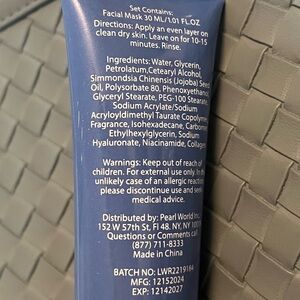 Set Contains:
Facial Mask 30 ML/1.01 FL.OZ
Directions: Apply an even layer on
clean dry skin. Leave on for 10-15
minutes. Rinse.
Ingredients: Water, Glycerin,
Petrolatum,Cetearyl Alcohol,
Simmondsia Chinensis (Jojoba) Seed
Oil, Polysorbate 80, Phenoxyethanol
Glyceryl Stearate, PEG-100 Stearate,
Sodium Acrylate/Sodium
Acryloyldimethyl Taurate Copolymer
Fragrance, Isohexadecane, Carbomer
Ethylhexylglycerin, Sodium
Hyaluronate, Niacinamide, Collagen
Warnings: Keep out of reach of
children. For external use only. In the
unlikely case of an allergic reaction
please discontinue use and seek
medical advice.
Distributed by: Pearl World Inc.
152 W 57th St, Fl 48. NY, NY
Questions or Comments call
(877) 711-8333
Made in China
BATCH NO: LWR2219184
MFG: 12152024
EXP: 12142027